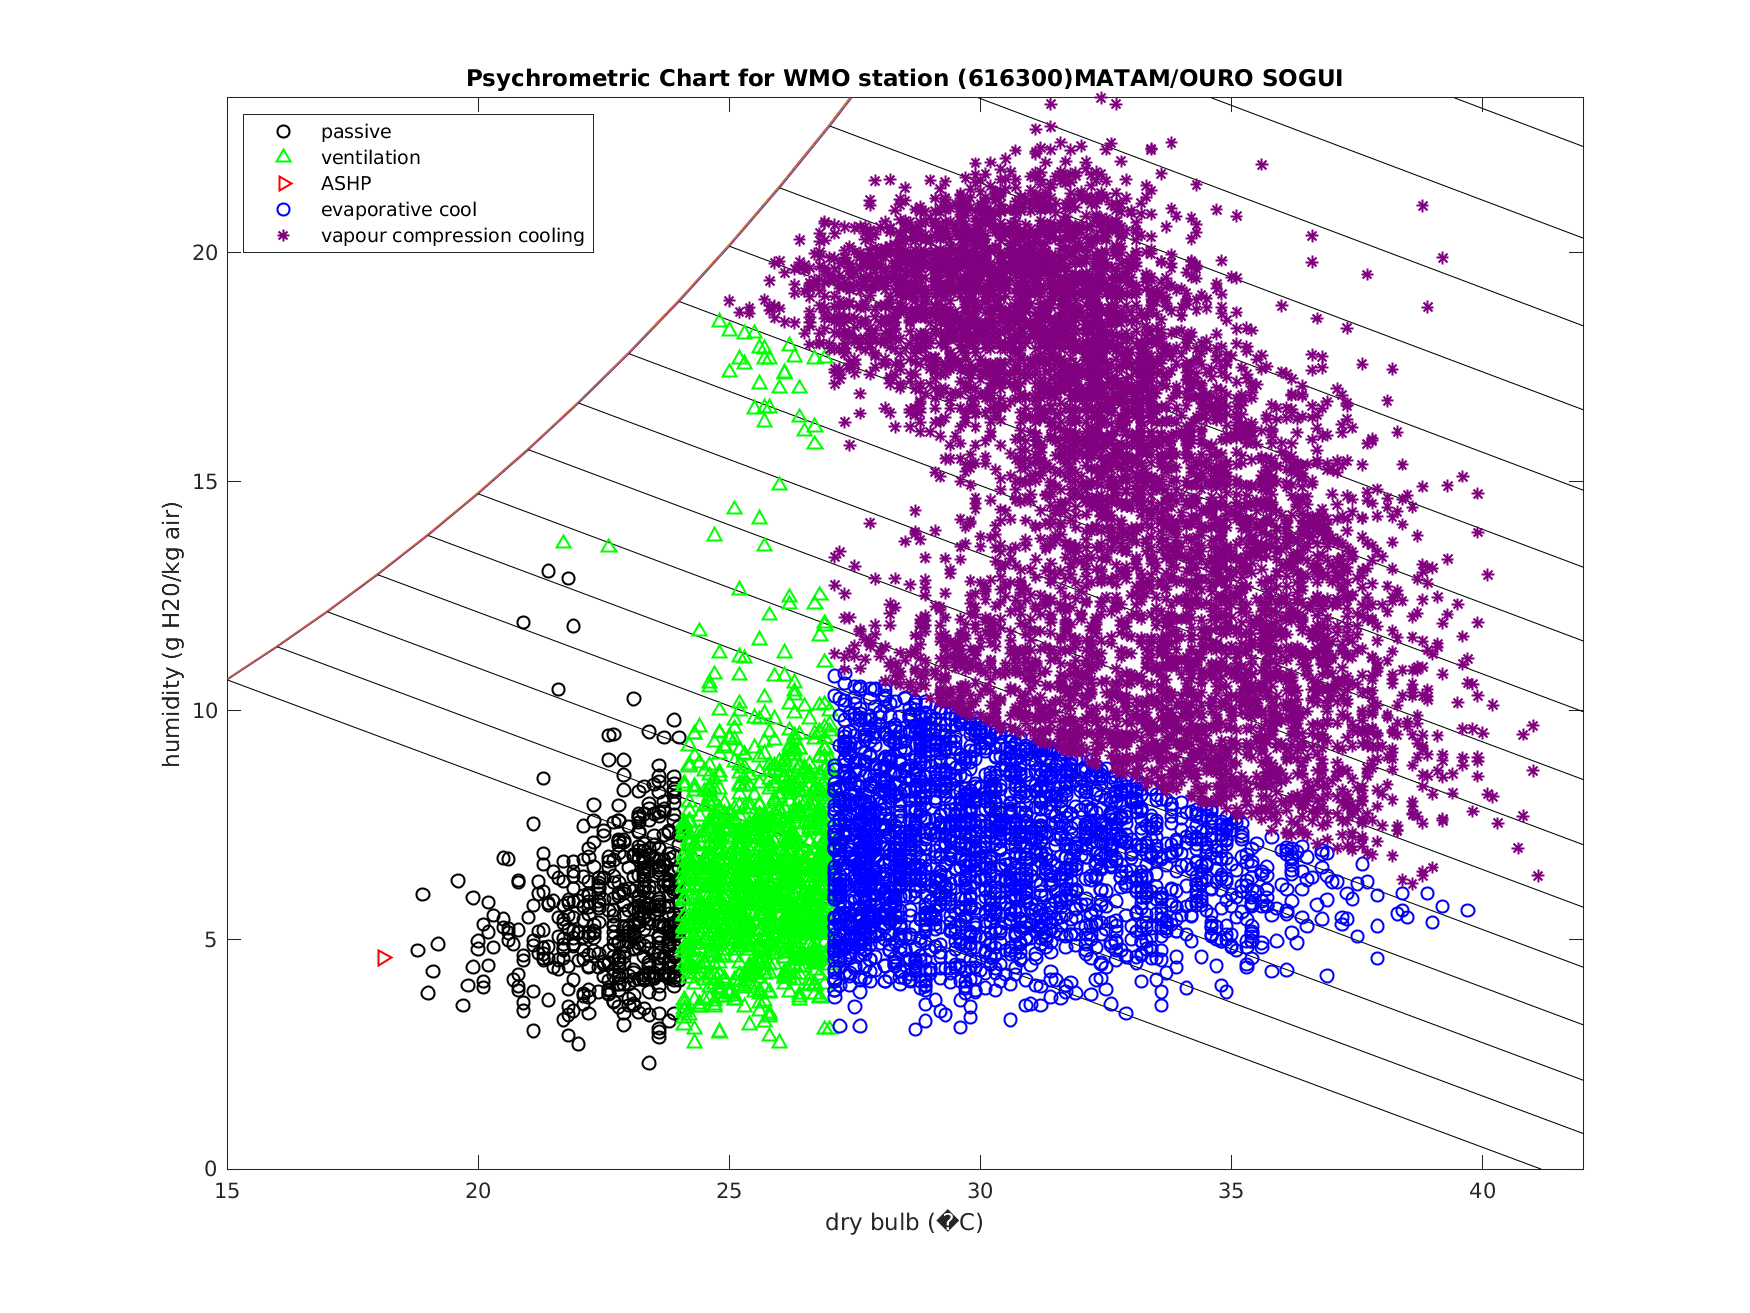 Psychrometric Chart for WMO station (616300)MATAM/OURO SOGUI
passive
ventilation
ASHP
evaporative cool
vapour compression cooling
humidity (g H20/kg air)
20
15
10
5
0
15 20 25 30 35 40
dry bulb (�C)